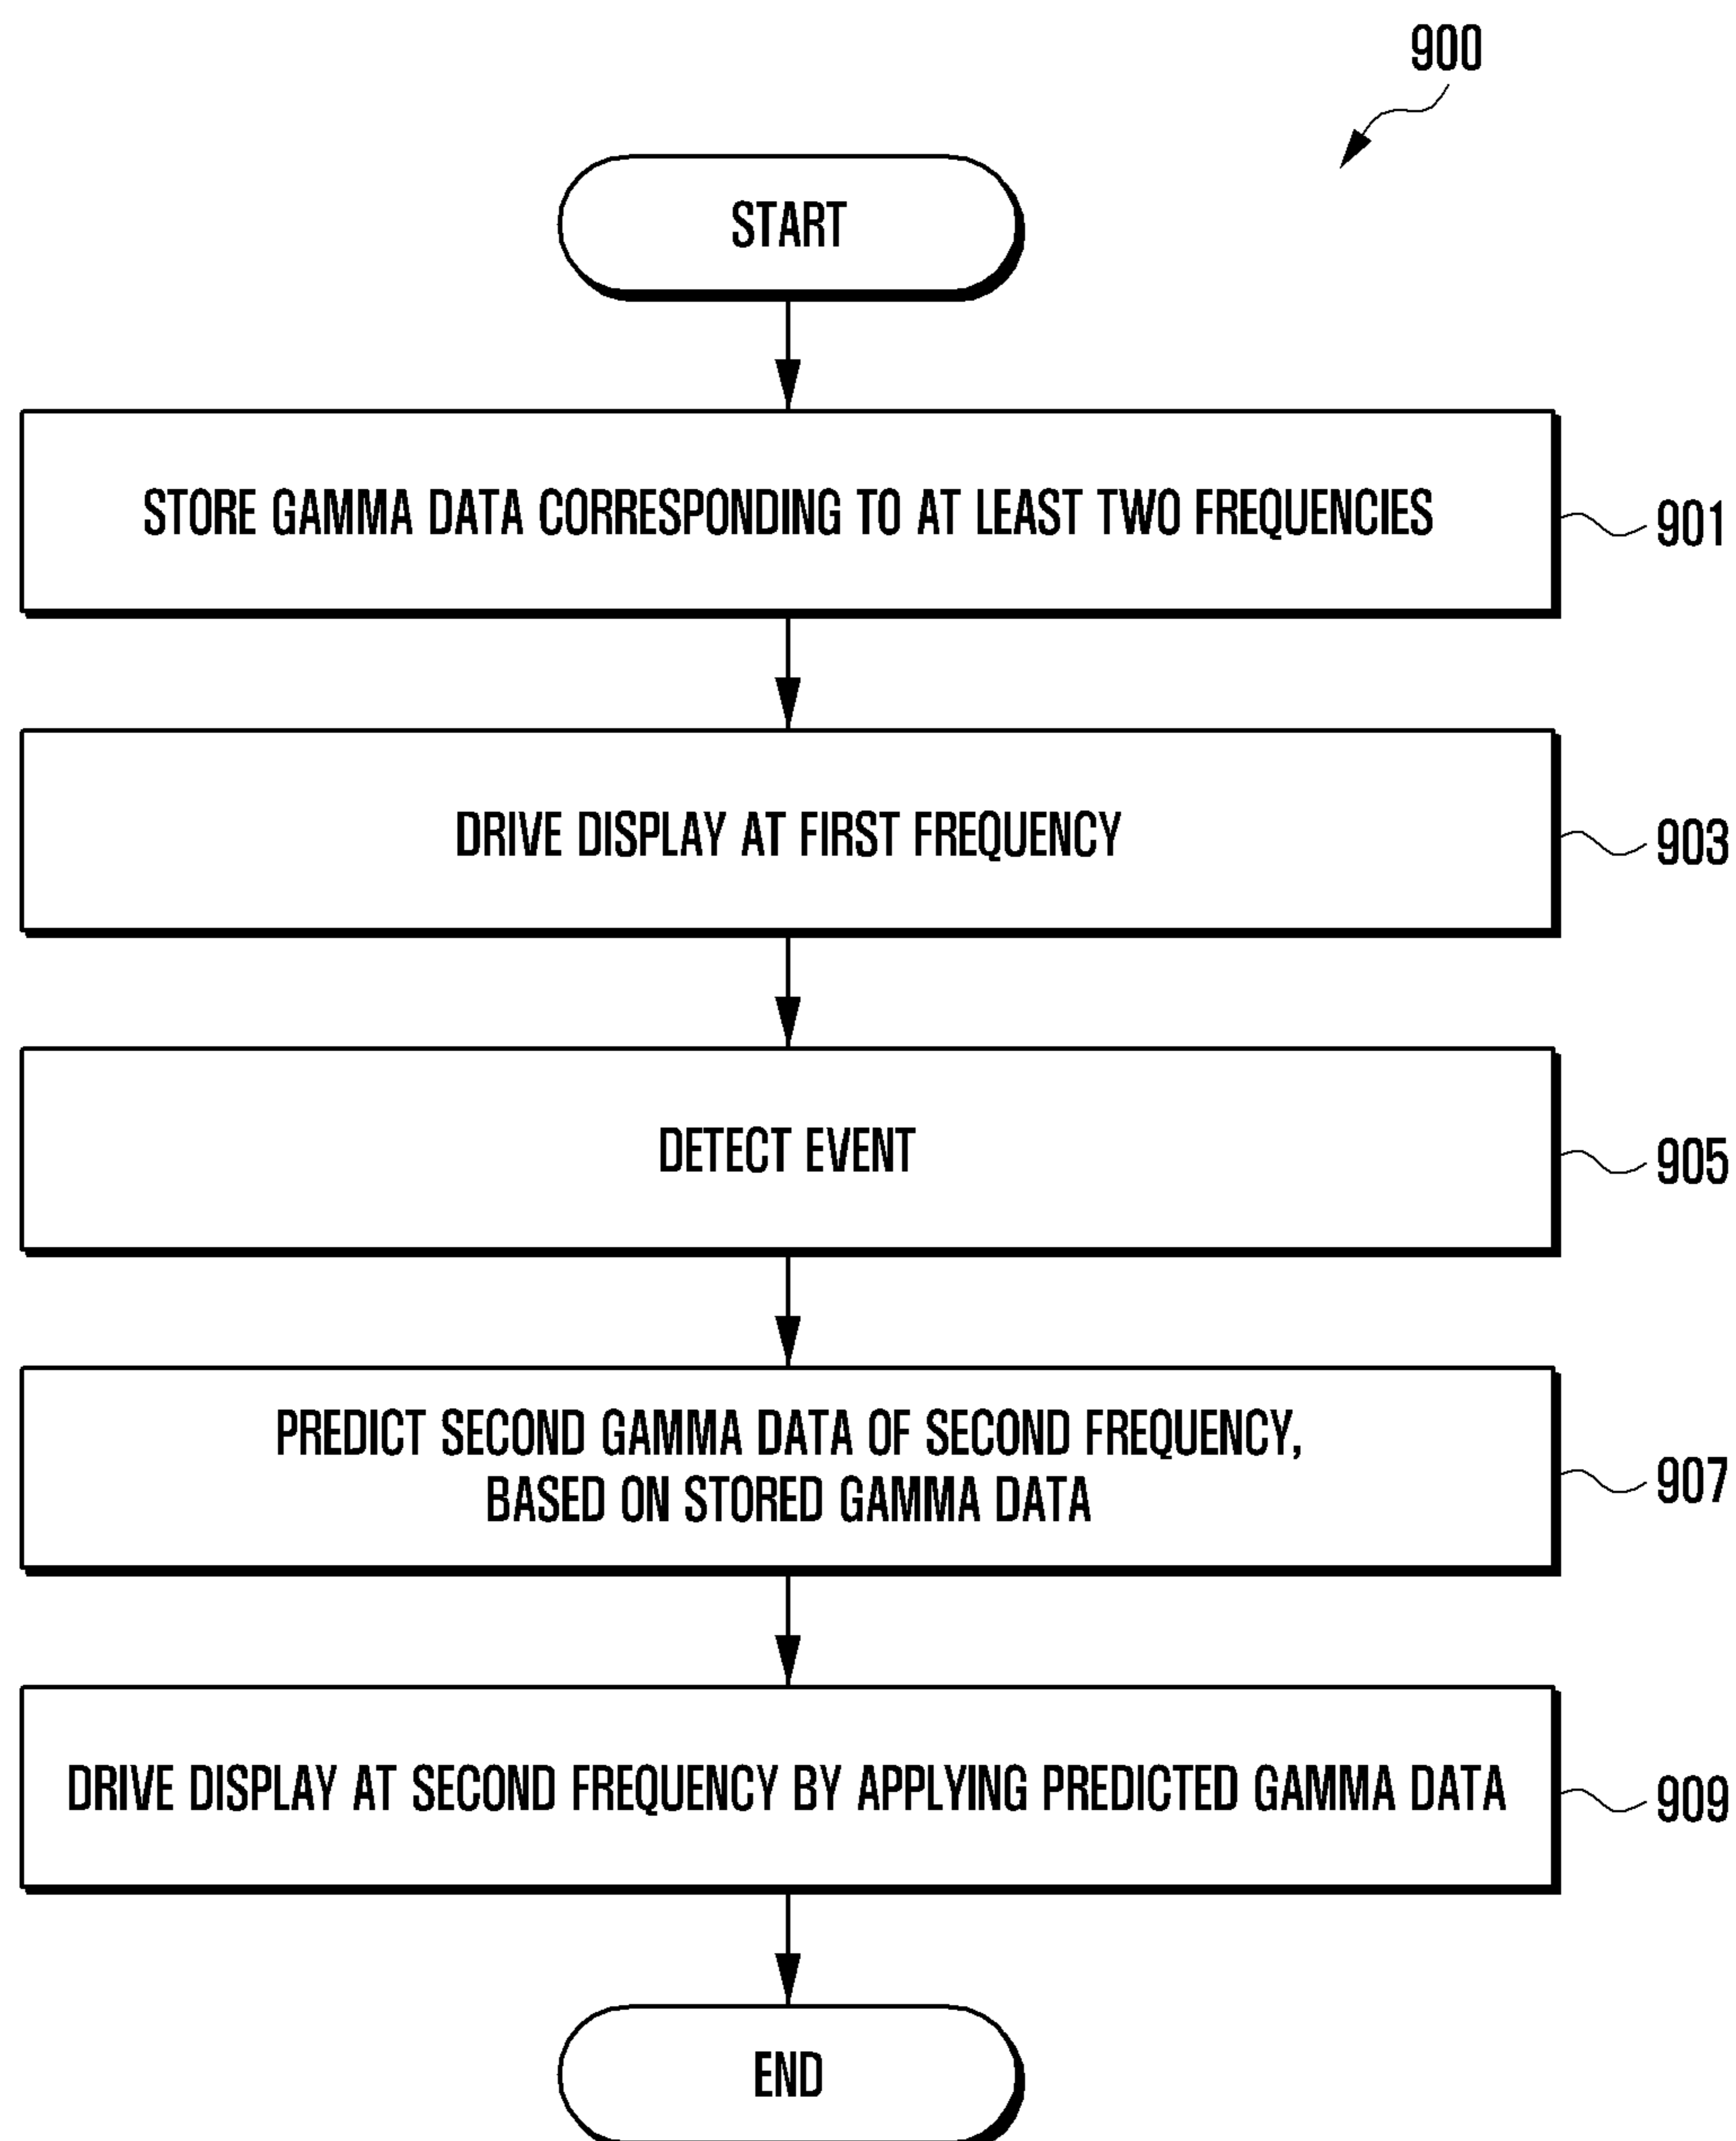 900
START
STORE GAMMA DATA CORRESPONDING TO AT LEAST TWO FREQUENCIES
901
DRIVE DISPLAY AT FIRST FREQUENCY
903
DETECT EVENT
905
PREDICT SECOND GAMMA DATA OF SECOND FREQUENCY,
BASED ON STORED GAMMA DATA
907
DRIVE DISPLAY AT SECOND FREQUENCY BY APPLYING PREDICTED GAMMA DATA
909
END